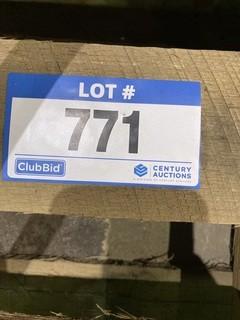 LOT #
771
ClubBid
CENTURY
AUCTIONS